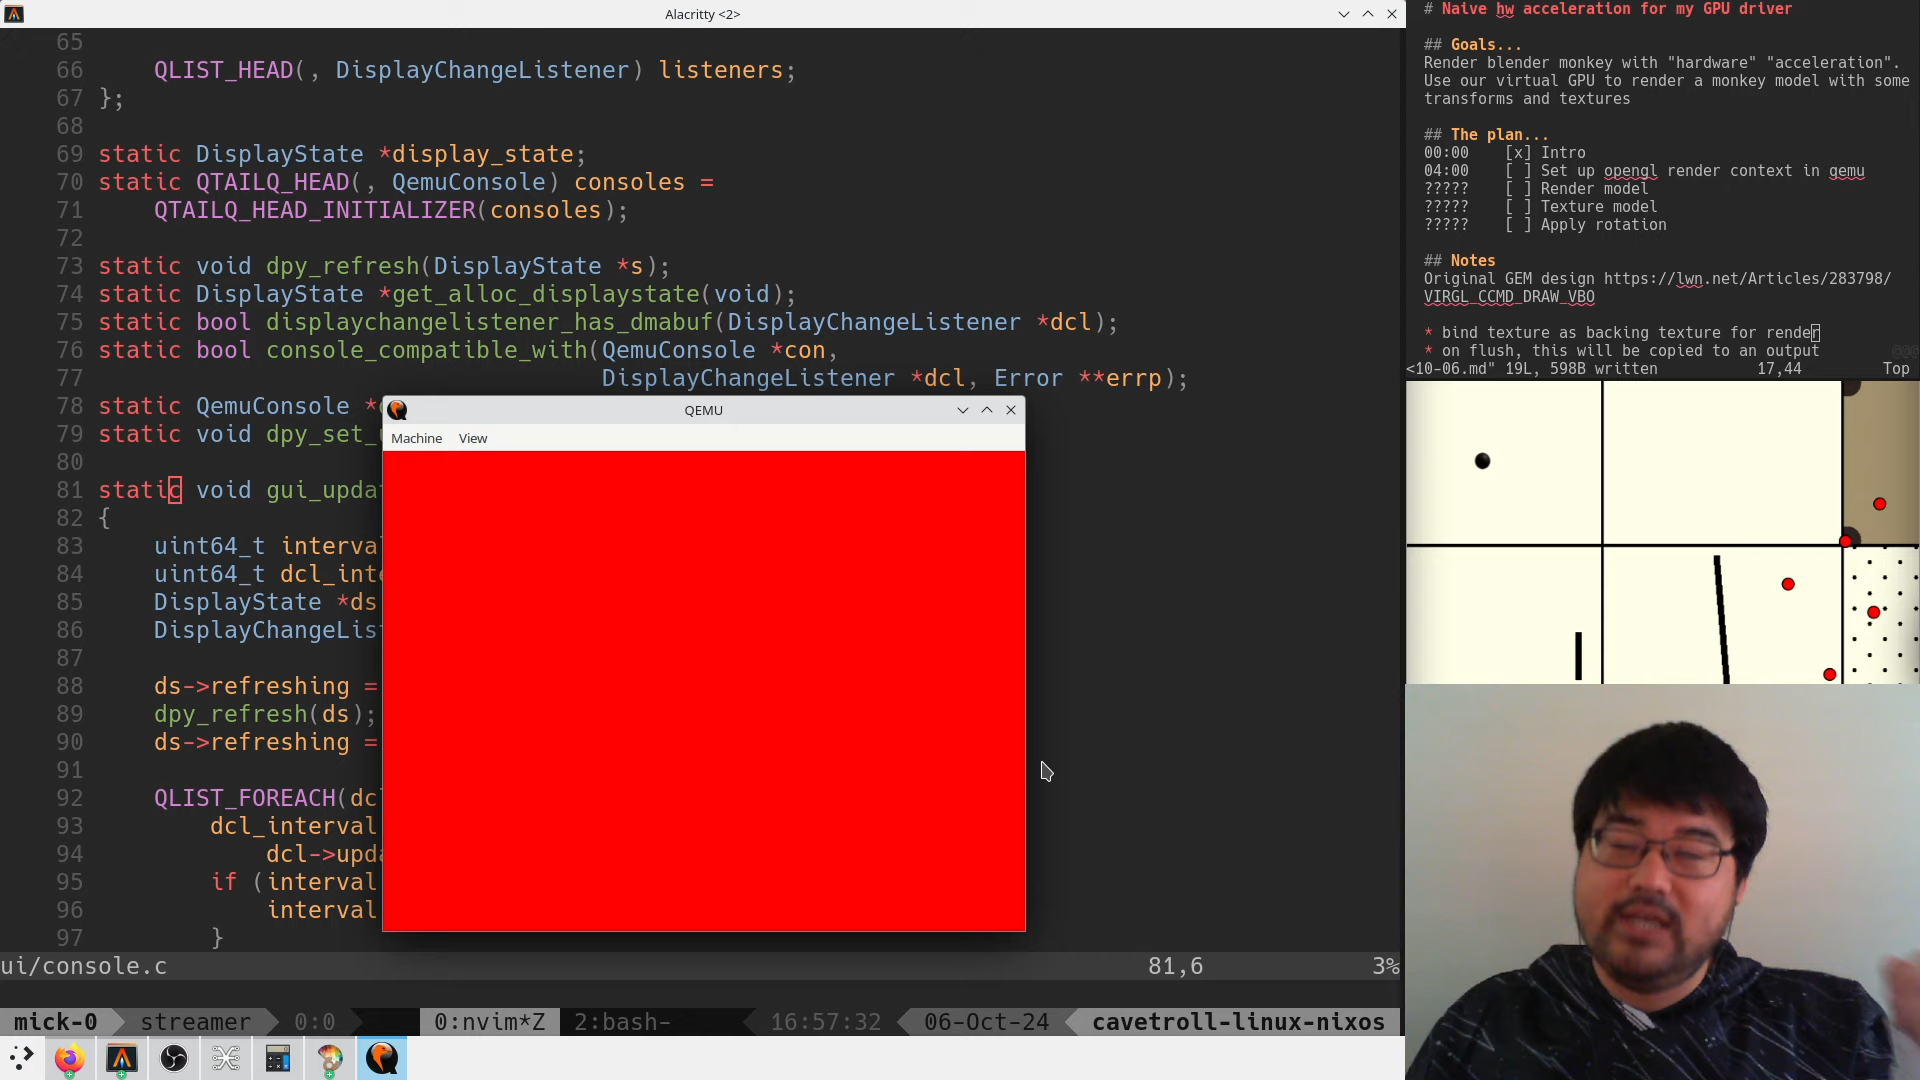 Alacritty <2>
65
66 QLIST_HEAD(, DisplayChangeListener) listeners;
67 };
68
69 static DisplayState *display_state;
70 static QTAILQ_HEAD(, QemuConsole) consoles =
71 QTAILQ_HEAD_INITIALIZER(consoles);
72
73 static void dpy_refresh(DisplayState *s);
74 static DisplayState *get_alloc_displaystate(void);
75 static bool displaychangelistener_has_dmabuf(DisplayChangeListener *dcl);
76 static bool console_compatible_with(QemuConsole *con,
77 DisplayChangeListener *dcl, Error **errp);
78 static QemuConsole *
79 static void dpy_set_
80
81 static void gui_upda
82 {
83 uint64_t interva
84 uint64_t dcl_int
85 DisplayState *ds
86 DisplayChangeLis
87
88 ds->refreshing =
89 dpy_refresh(ds);
90 ds->refreshing =
91
92 QLIST_FOREACH(dc
93 dcl_interval
94 dcl->upd
95 if (interval
96 interval
97 }
QEMU
Machine View
ui/console.c 81,6 3%
mick-0 streamer 0:0 0:nvim*Z 2:bash- 16:57:32 06-Oct-24 cavetroll-linux-nixos
# Naive hw acceleration for my GPU driver
## Goals...
Render blender monkey with "hardware" "acceleration".
Use our virtual GPU to render a monkey model with some
transforms and textures
## The plan...
00:00 [x] Intro
04:00 [ ] Set up opengl render context in qemu
????? [ ] Render model
????? [ ] Texture model
????? [ ] Apply rotation
## Notes
Original GEM design https://lwn.net/Articles/283798/
VIRGL_CCMD_DRAW_VBO
* bind texture as backing texture for render
* on flush, this will be copied to an output
<10-06.md" 19L, 598B written 17,44 Top